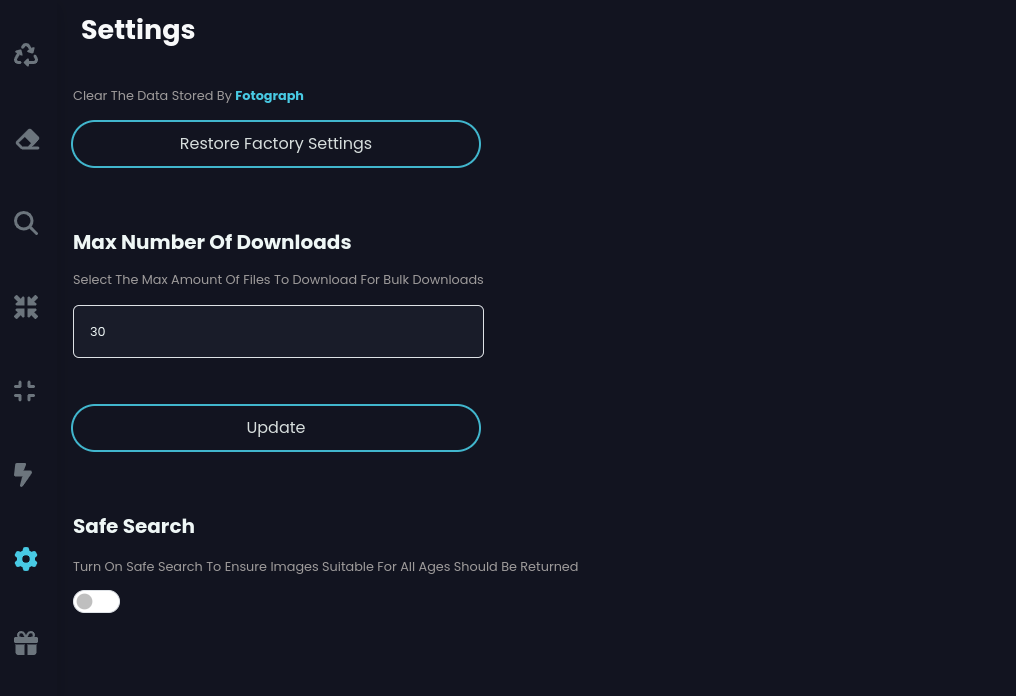 Settings
Clear The Data Stored By Fotograph
Restore Factory Settings
Max Number Of Downloads
Select The Max Amount Of Files To Download For Bulk Downloads
30
Update
Safe Search
Turn On Safe Search To Ensure Images Suitable For All Ages Should Be Returned